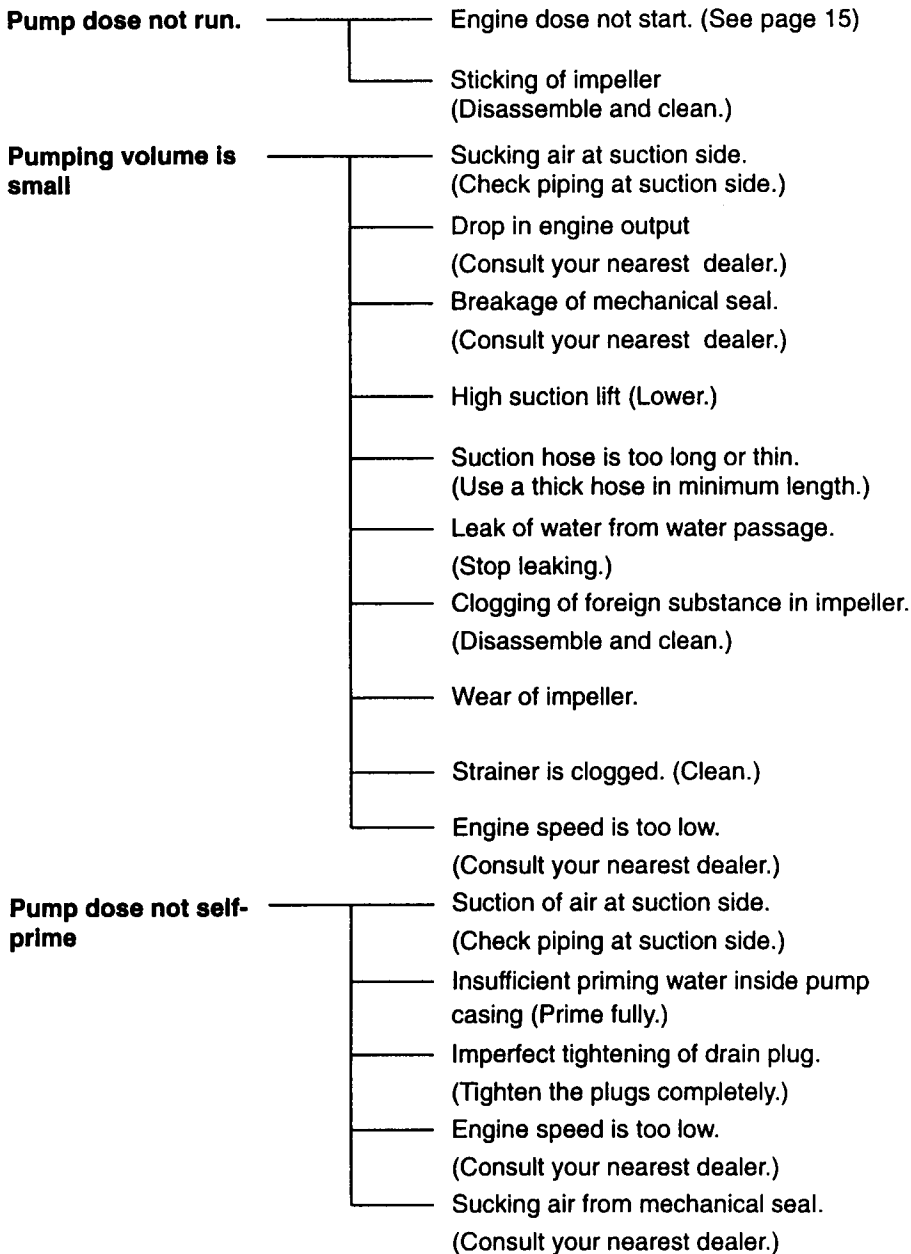 Pump dose not run.
Engine dose not start. (See page 15)
Sticking of impeller
(Disassemble and clean.)
Pumping volume is
small
Sucking air at suction side.
(Check piping at suction side.)
Drop in engine output
(Consult your nearest dealer.)
Breakage of mechanical seal.
(Consult your nearest dealer.)
High suction lift (Lower.)
Suction hose is too long or thin.
(Use a thick hose in minimum length.)
Leak of water from water passage.
(Stop leaking.)
Clogging of foreign substance in impeller.
(Disassemble and clean.)
Wear of impeller.
Strainer is clogged. (Clean.)
Engine speed is too low.
(Consult your nearest dealer.)
Pump dose not self-
prime
Suction of air at suction side.
(Check piping at suction side.)
Insufficient priming water inside pump
casing (Prime fully.)
Imperfect tightening of drain plug.
(Tighten the plugs completely.)
Engine speed is too low.
(Consult your nearest dealer.)
Sucking air from mechanical seal.
(Consult your nearest dealer.)